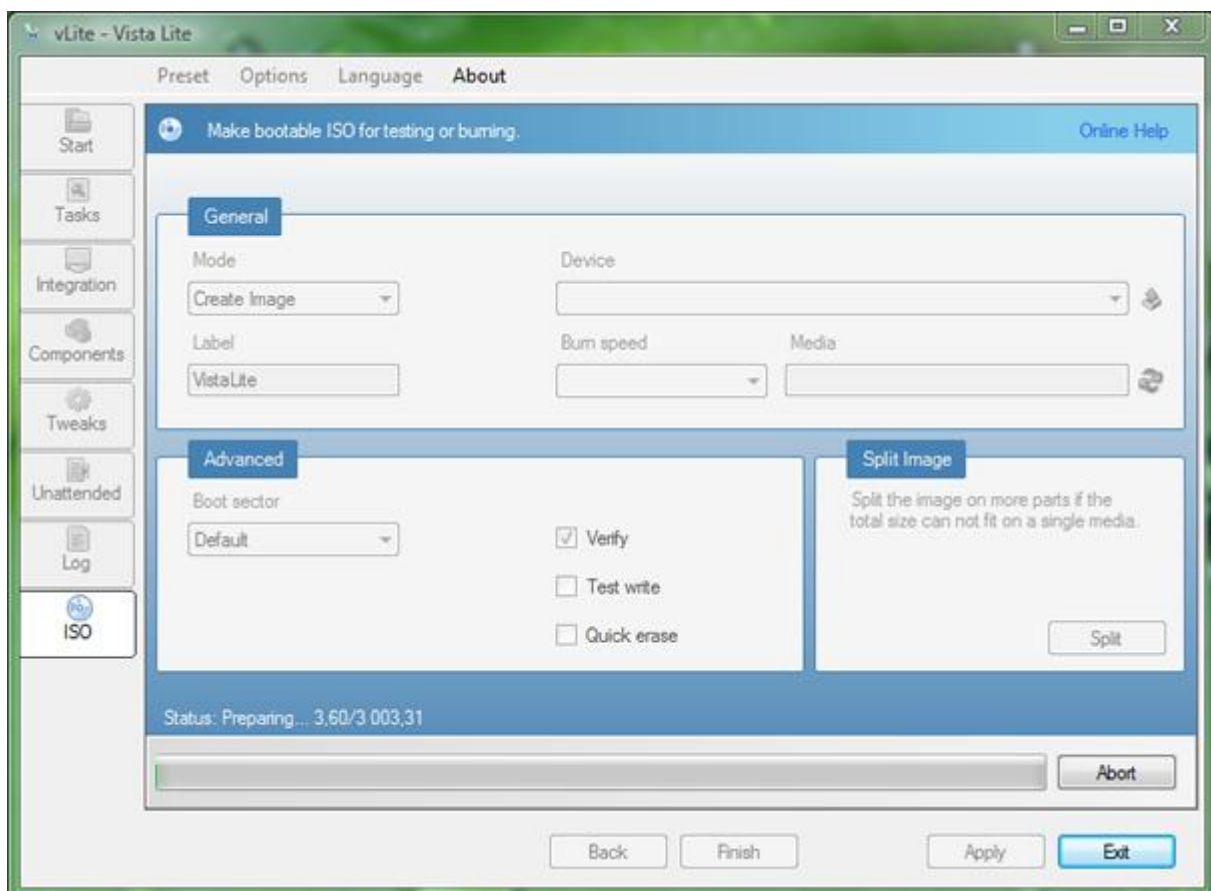 vLite - Vista Lite
Preset Options Language About
Start
Tasks
Integration
Components
Tweaks
Unattended
Log
ISO
Make bootable ISO for testing or burning.
Online Help
General
Mode
Device
Create Image
Label
Burn speed
Media
VistaLite
Advanced
Boot sector
Default
Verify
Test write
Quick erase
Split Image
Split the image on more parts if the
total size can not fit on a single media.
Split
Status: Preparing... 3,60/3 003,31
Abort
Back
Finish
Apply
Exit